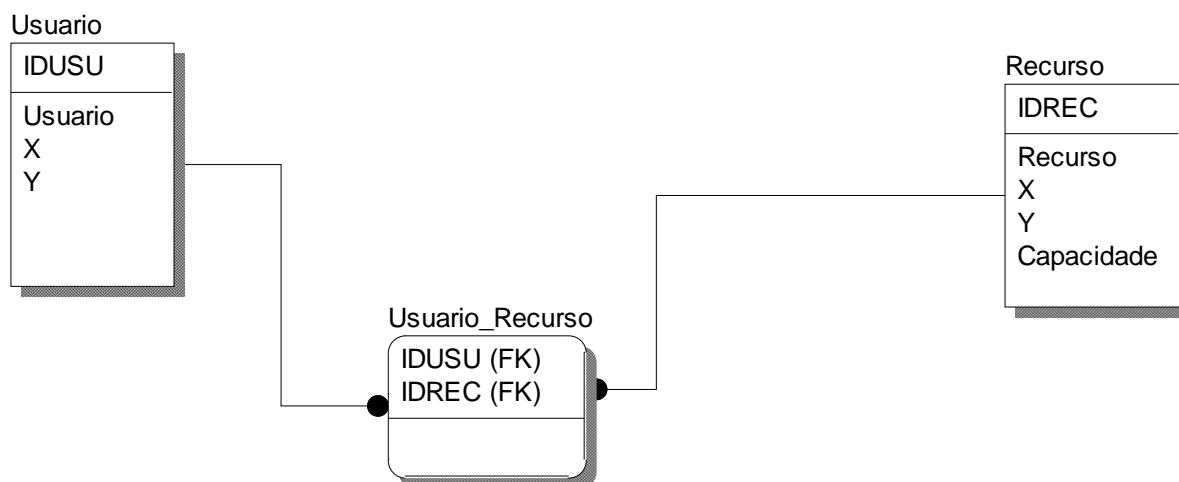 Usuario
IDUSU
Usuario
X
Y
Recurso
IDREC
Recurso
X
Y
Capacidade
Usuario_Recurso
IDUSU (FK)
IDREC (FK)